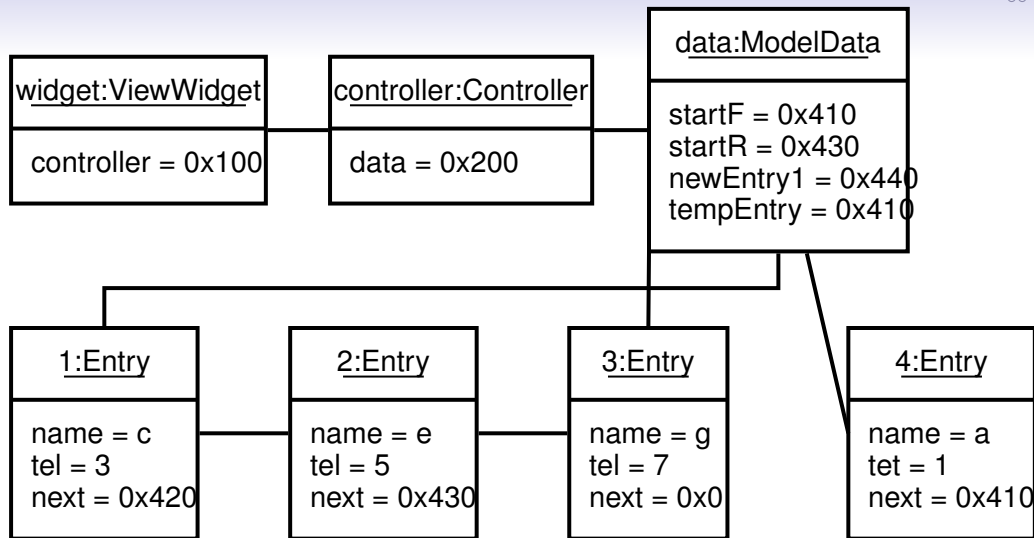 data:ModelData
widget:ViewWidget
controller:Controller
controller = 0x100
data = 0x200
startF = 0x410
startR = 0x430
newEntry1 = 0x440
tempEntry = 0x410
1:Entry
2:Entry
3:Entry
4:Entry
name = c
tel = 3
next = 0x420
name = e
tel = 5
next = 0x430
name = g
tel = 7
next = 0x0
name = a
tet = 1
next = 0x410